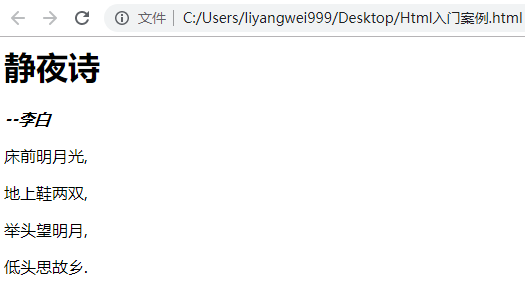 文件 C:/Users/liyangwei999/Desktop/Html入门案例.html
静夜诗
--李白
床前明月光,
地上鞋两双,
举头望明月,
低头思故乡.